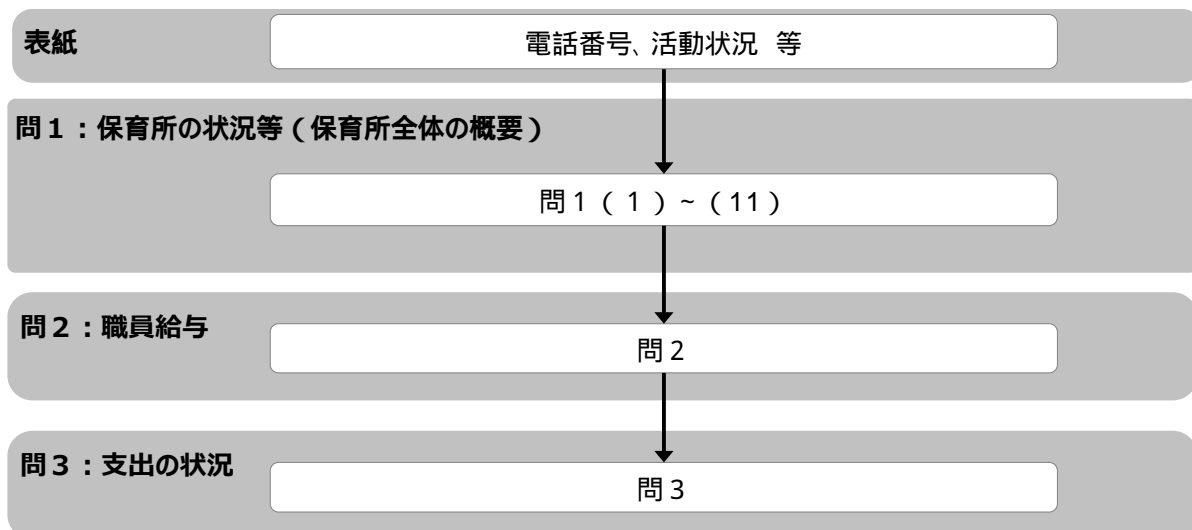 表紙
電話番号、活動状況 等
問1：保育所の状況等（保育所全体の概要）
問1（1）~（11）
問2：職員給与
問2
問3：支出の状況
問3